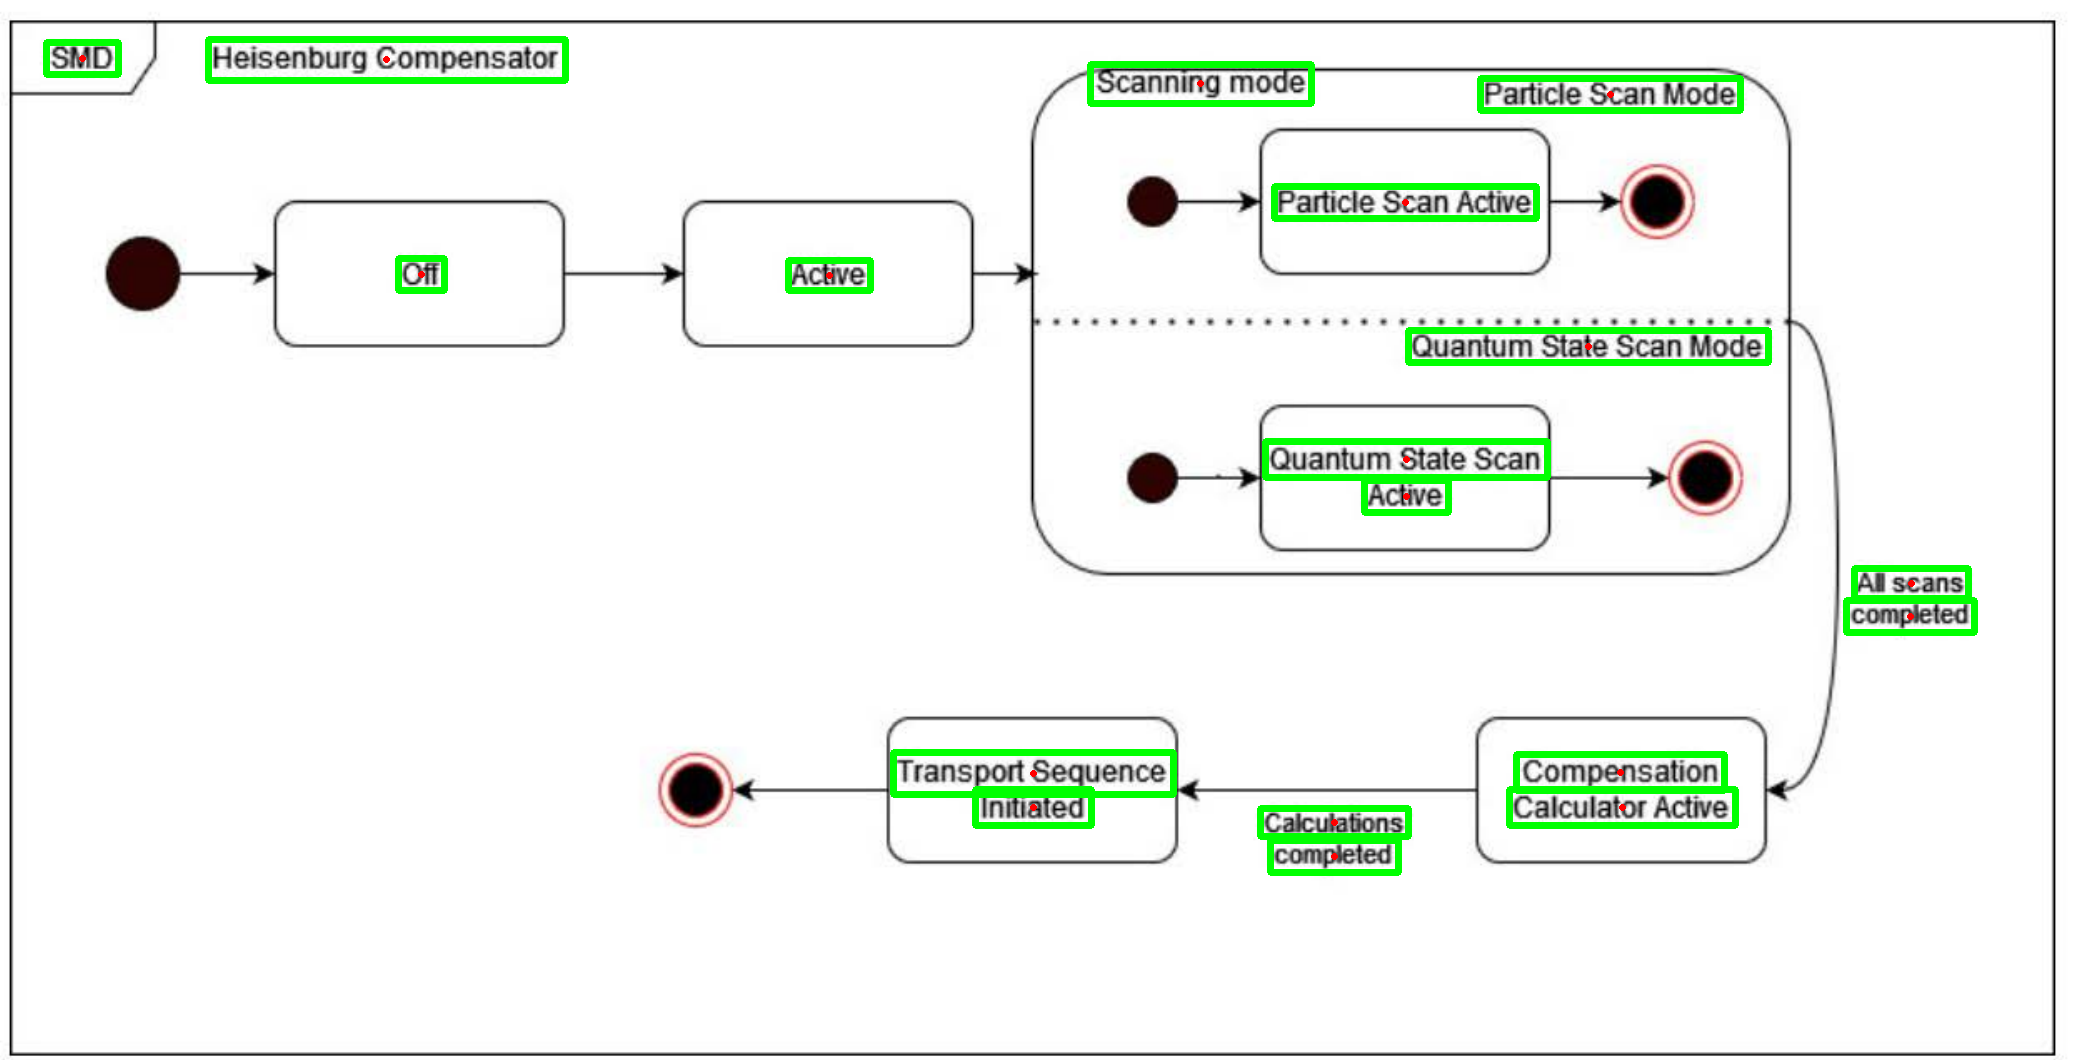 SMD
Heisenburg Compensator
Scanning mode
Particle Scan Mode
Particle Scan Active
Off
Active
Quantum State Scan Mode
Quantum State Scan
Active
All scans
completed
Transport Sequence
Initiated
Calculations
completed
Compensation
Calculator Active